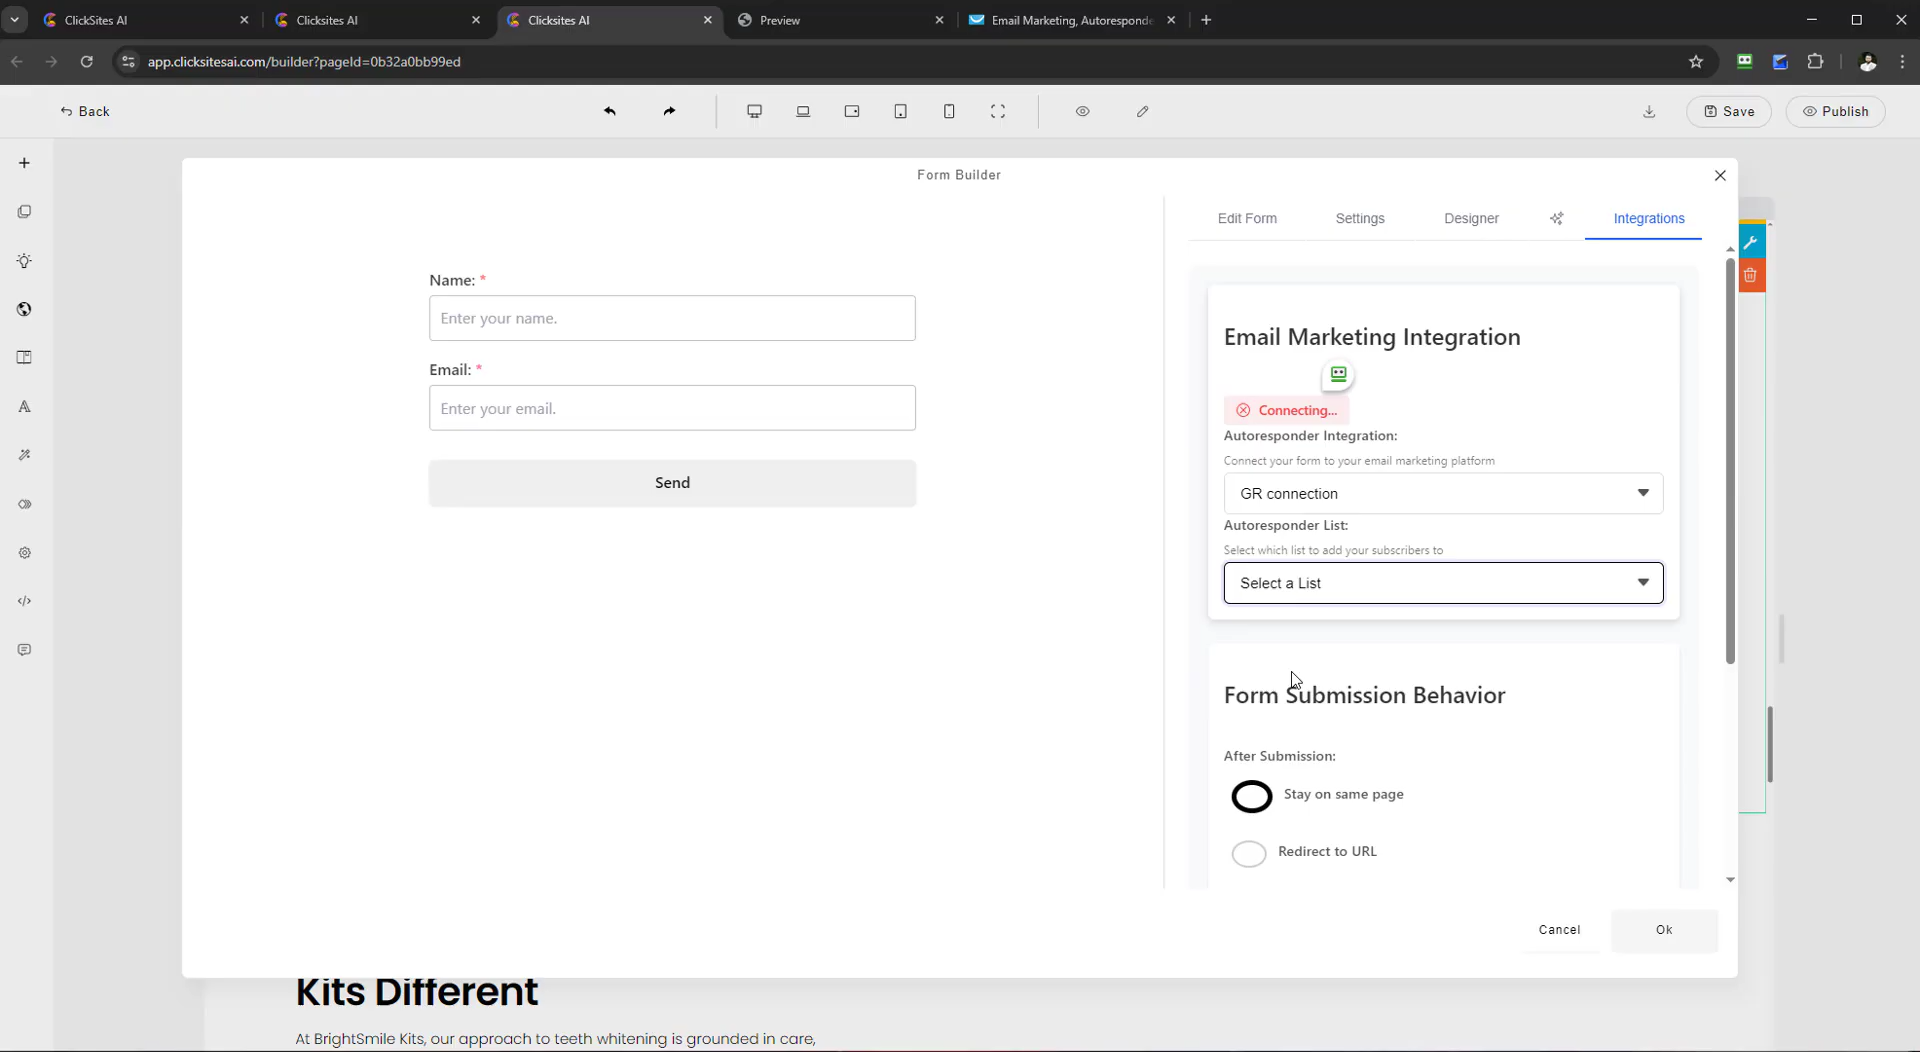 ClickSites AI
Clicksites AI
Clicksites AI
Preview
Email Marketing, Autoresponde
app.clicksitesai.com/builder?pageId=0b32a0bb99ed
Back
Save
Publish
Form Builder
Edit Form
Settings
Designer
Integrations
Name: *
Enter your name.
Email: *
Enter your email.
Send
Email Marketing Integration
Connecting...
Autoresponder Integration:
Connect your form to your email marketing platform
GR connection
Autoresponder List:
Select which list to add your subscribers to
Select a List
Form Submission Behavior
After Submission:
Stay on same page
Redirect to URL
Cancel
Ok
Kits Different
At BrightSmile Kits, our approach to teeth whitening is grounded in care,